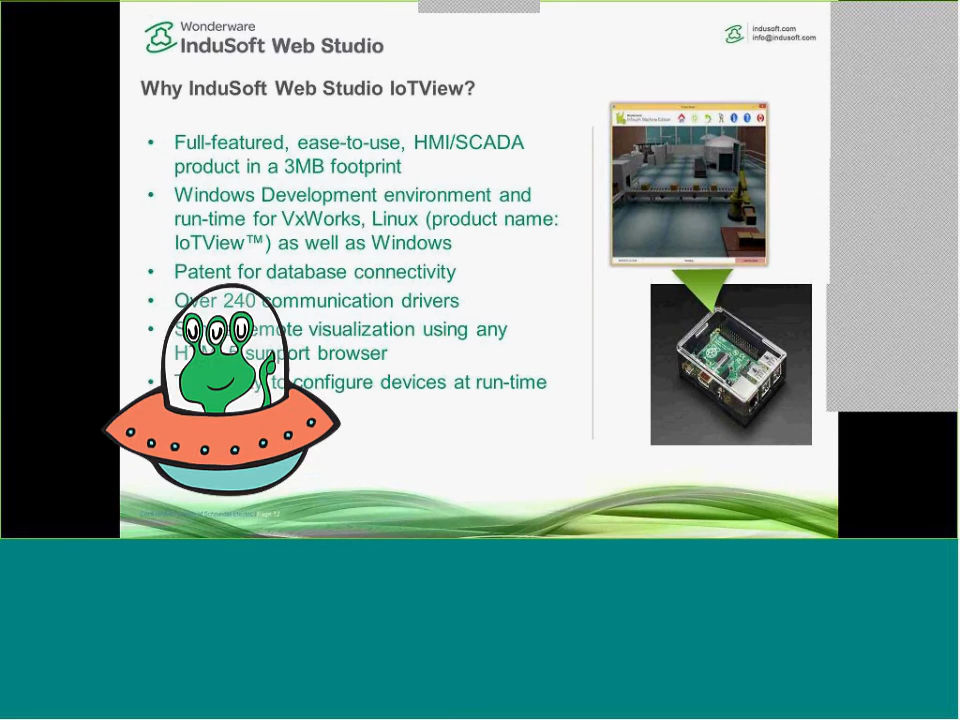 Wonderware
InduSoft Web Studio
indusoft.com
info@indusoft.com
Why InduSoft Web Studio IoTView?
• Full-featured, ease-to-use, HMI/SCADA
product in a 3MB footprint
• Windows Development environment and
run-time for VxWorks, Linux (product name:
IoTView™) as well as Windows
• Patent for database connectivity
• Over 240 communication drivers
• remote visualization using any
support browser
• to configure devices at run-time
Page 12